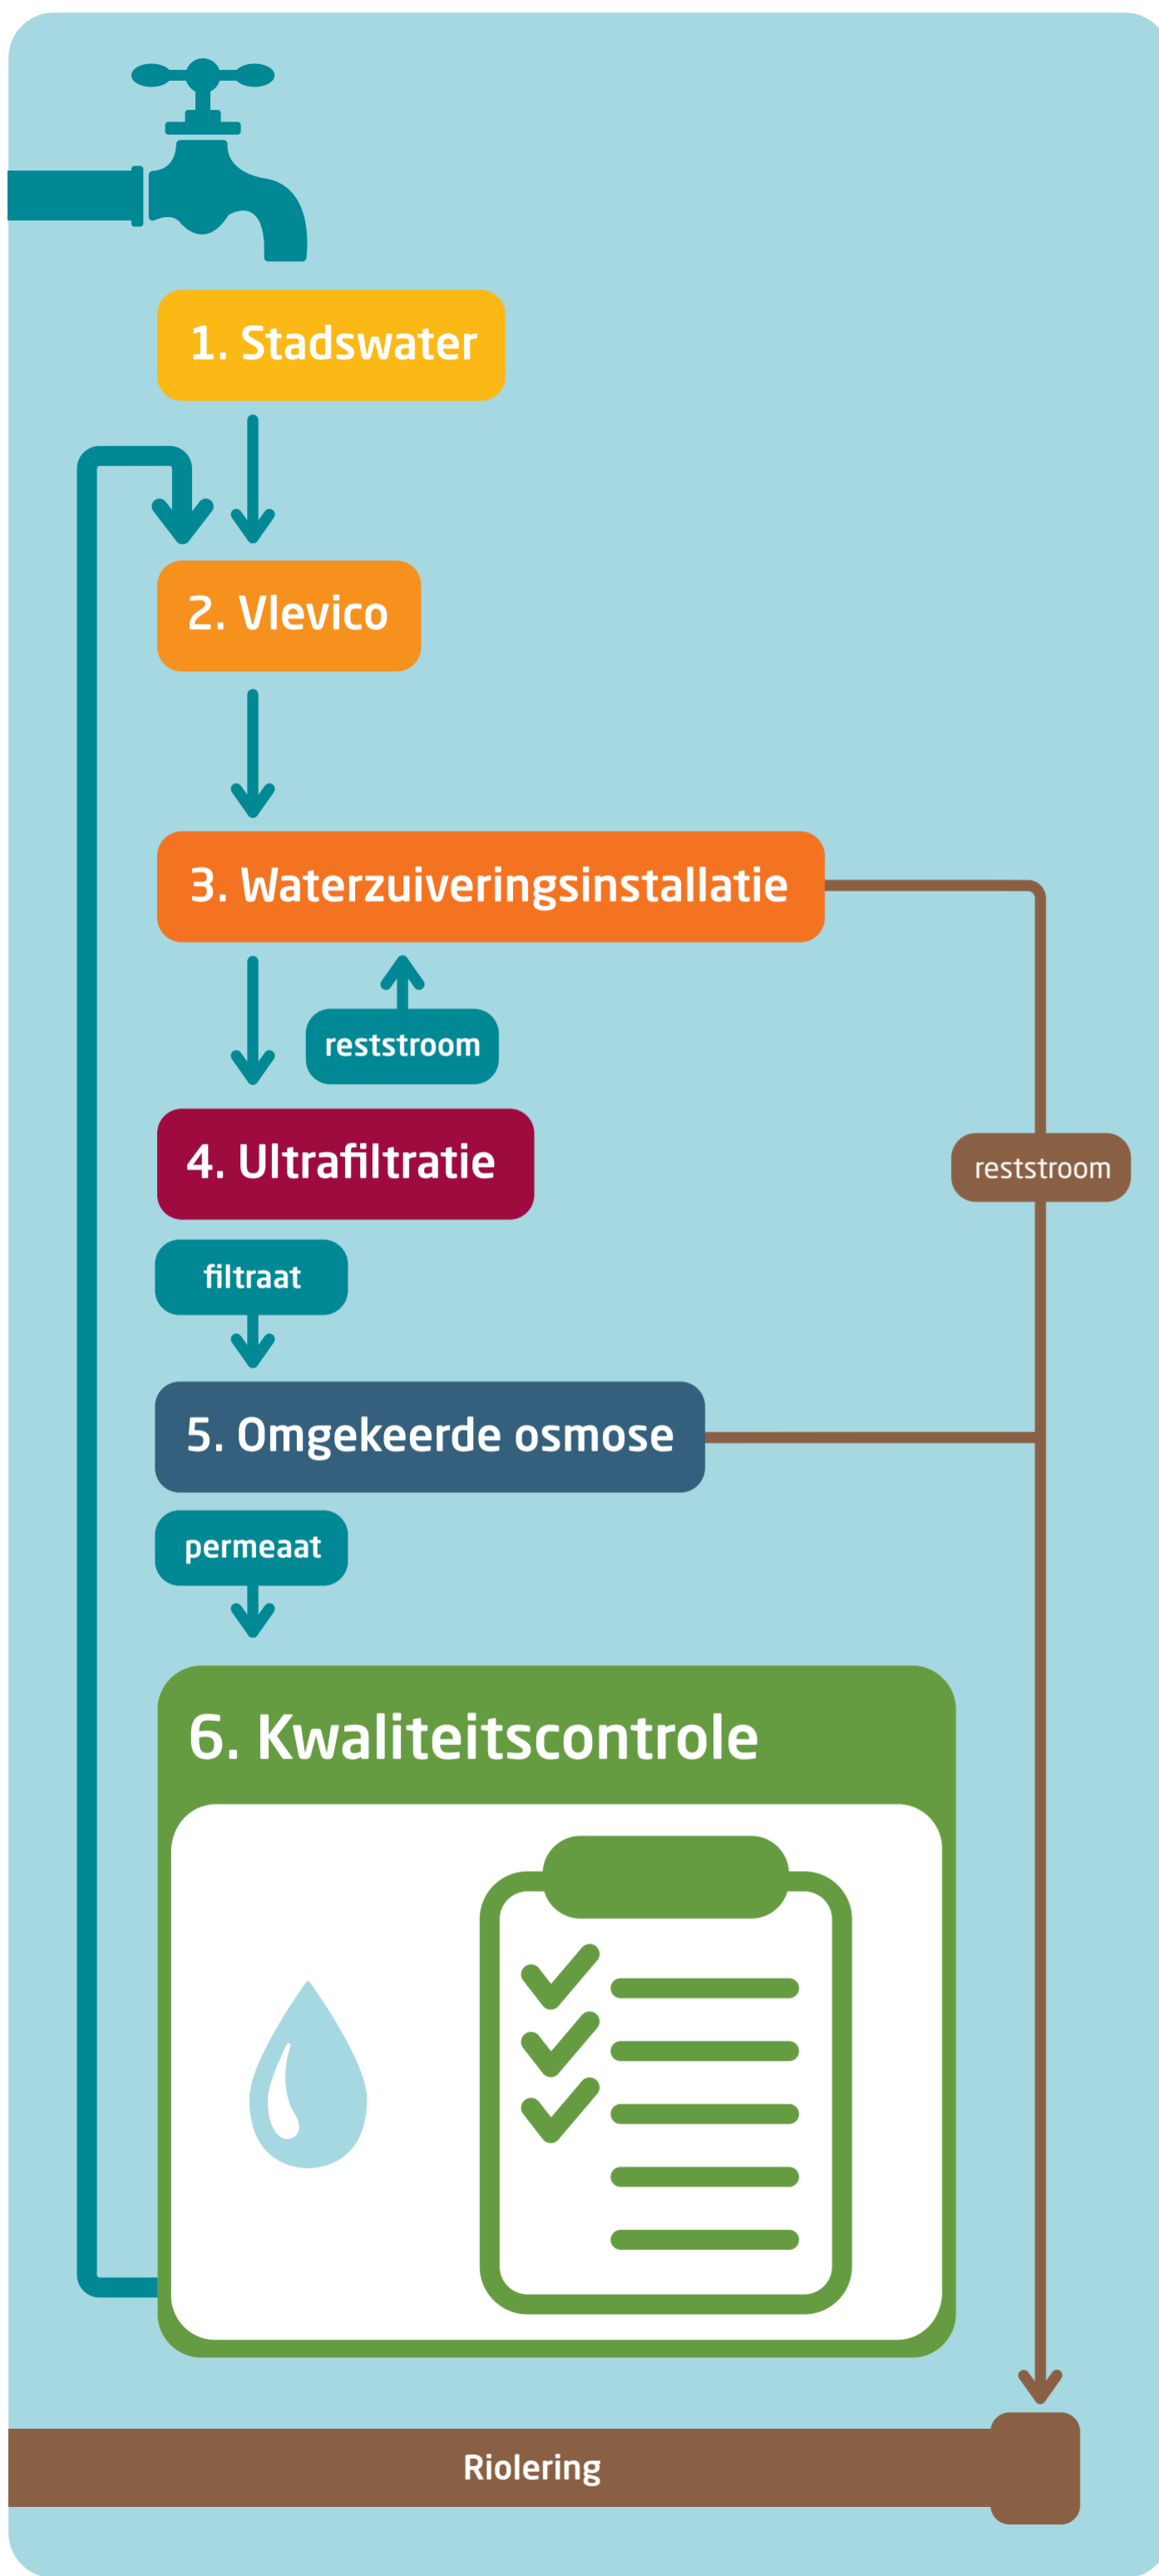 1. Stadswater
2. Vlevico
3. Waterzuiveringsinstallatie
reststroom
4. Ultrafiltratie
reststroom
filtraat
5. Omgekeerde osmose
permeaat
6. Kwaliteitscontrole
Riolering